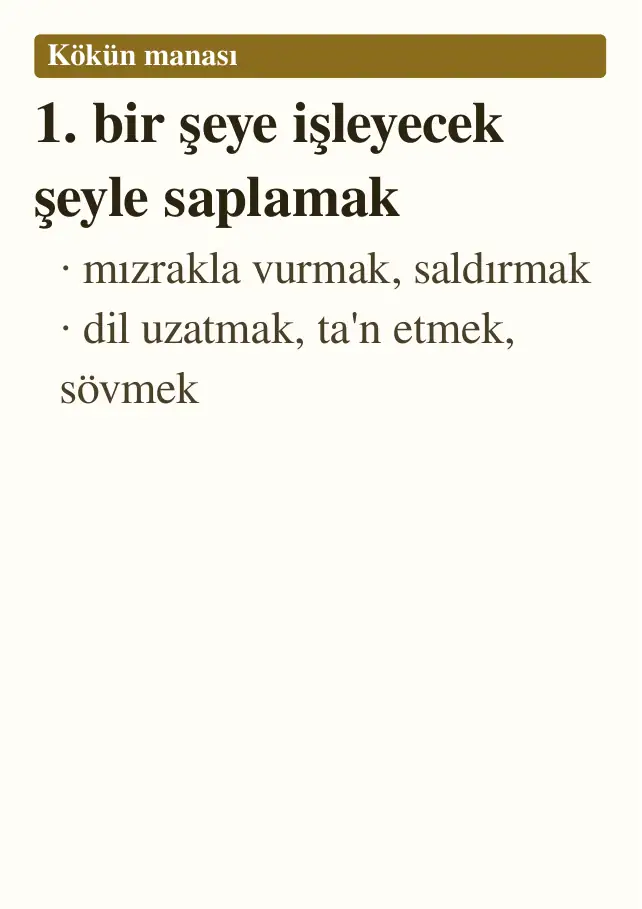 Kökün manası
1. bir şeye işleyecek
şeyle saplamak
· mızrakla vurmak, saldırmak
· dil uzatmak, ta'n etmek,
sövmek